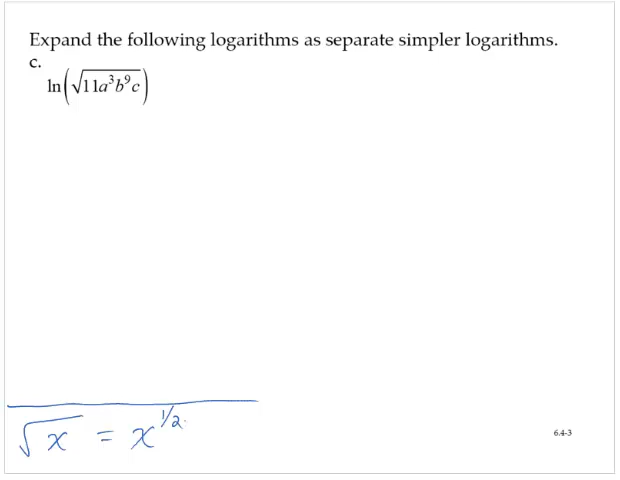 Expand the following logarithms as separate simpler logarithms.
c.
ln(√11a³b⁹c)
√x = x^1/2
6.4-3